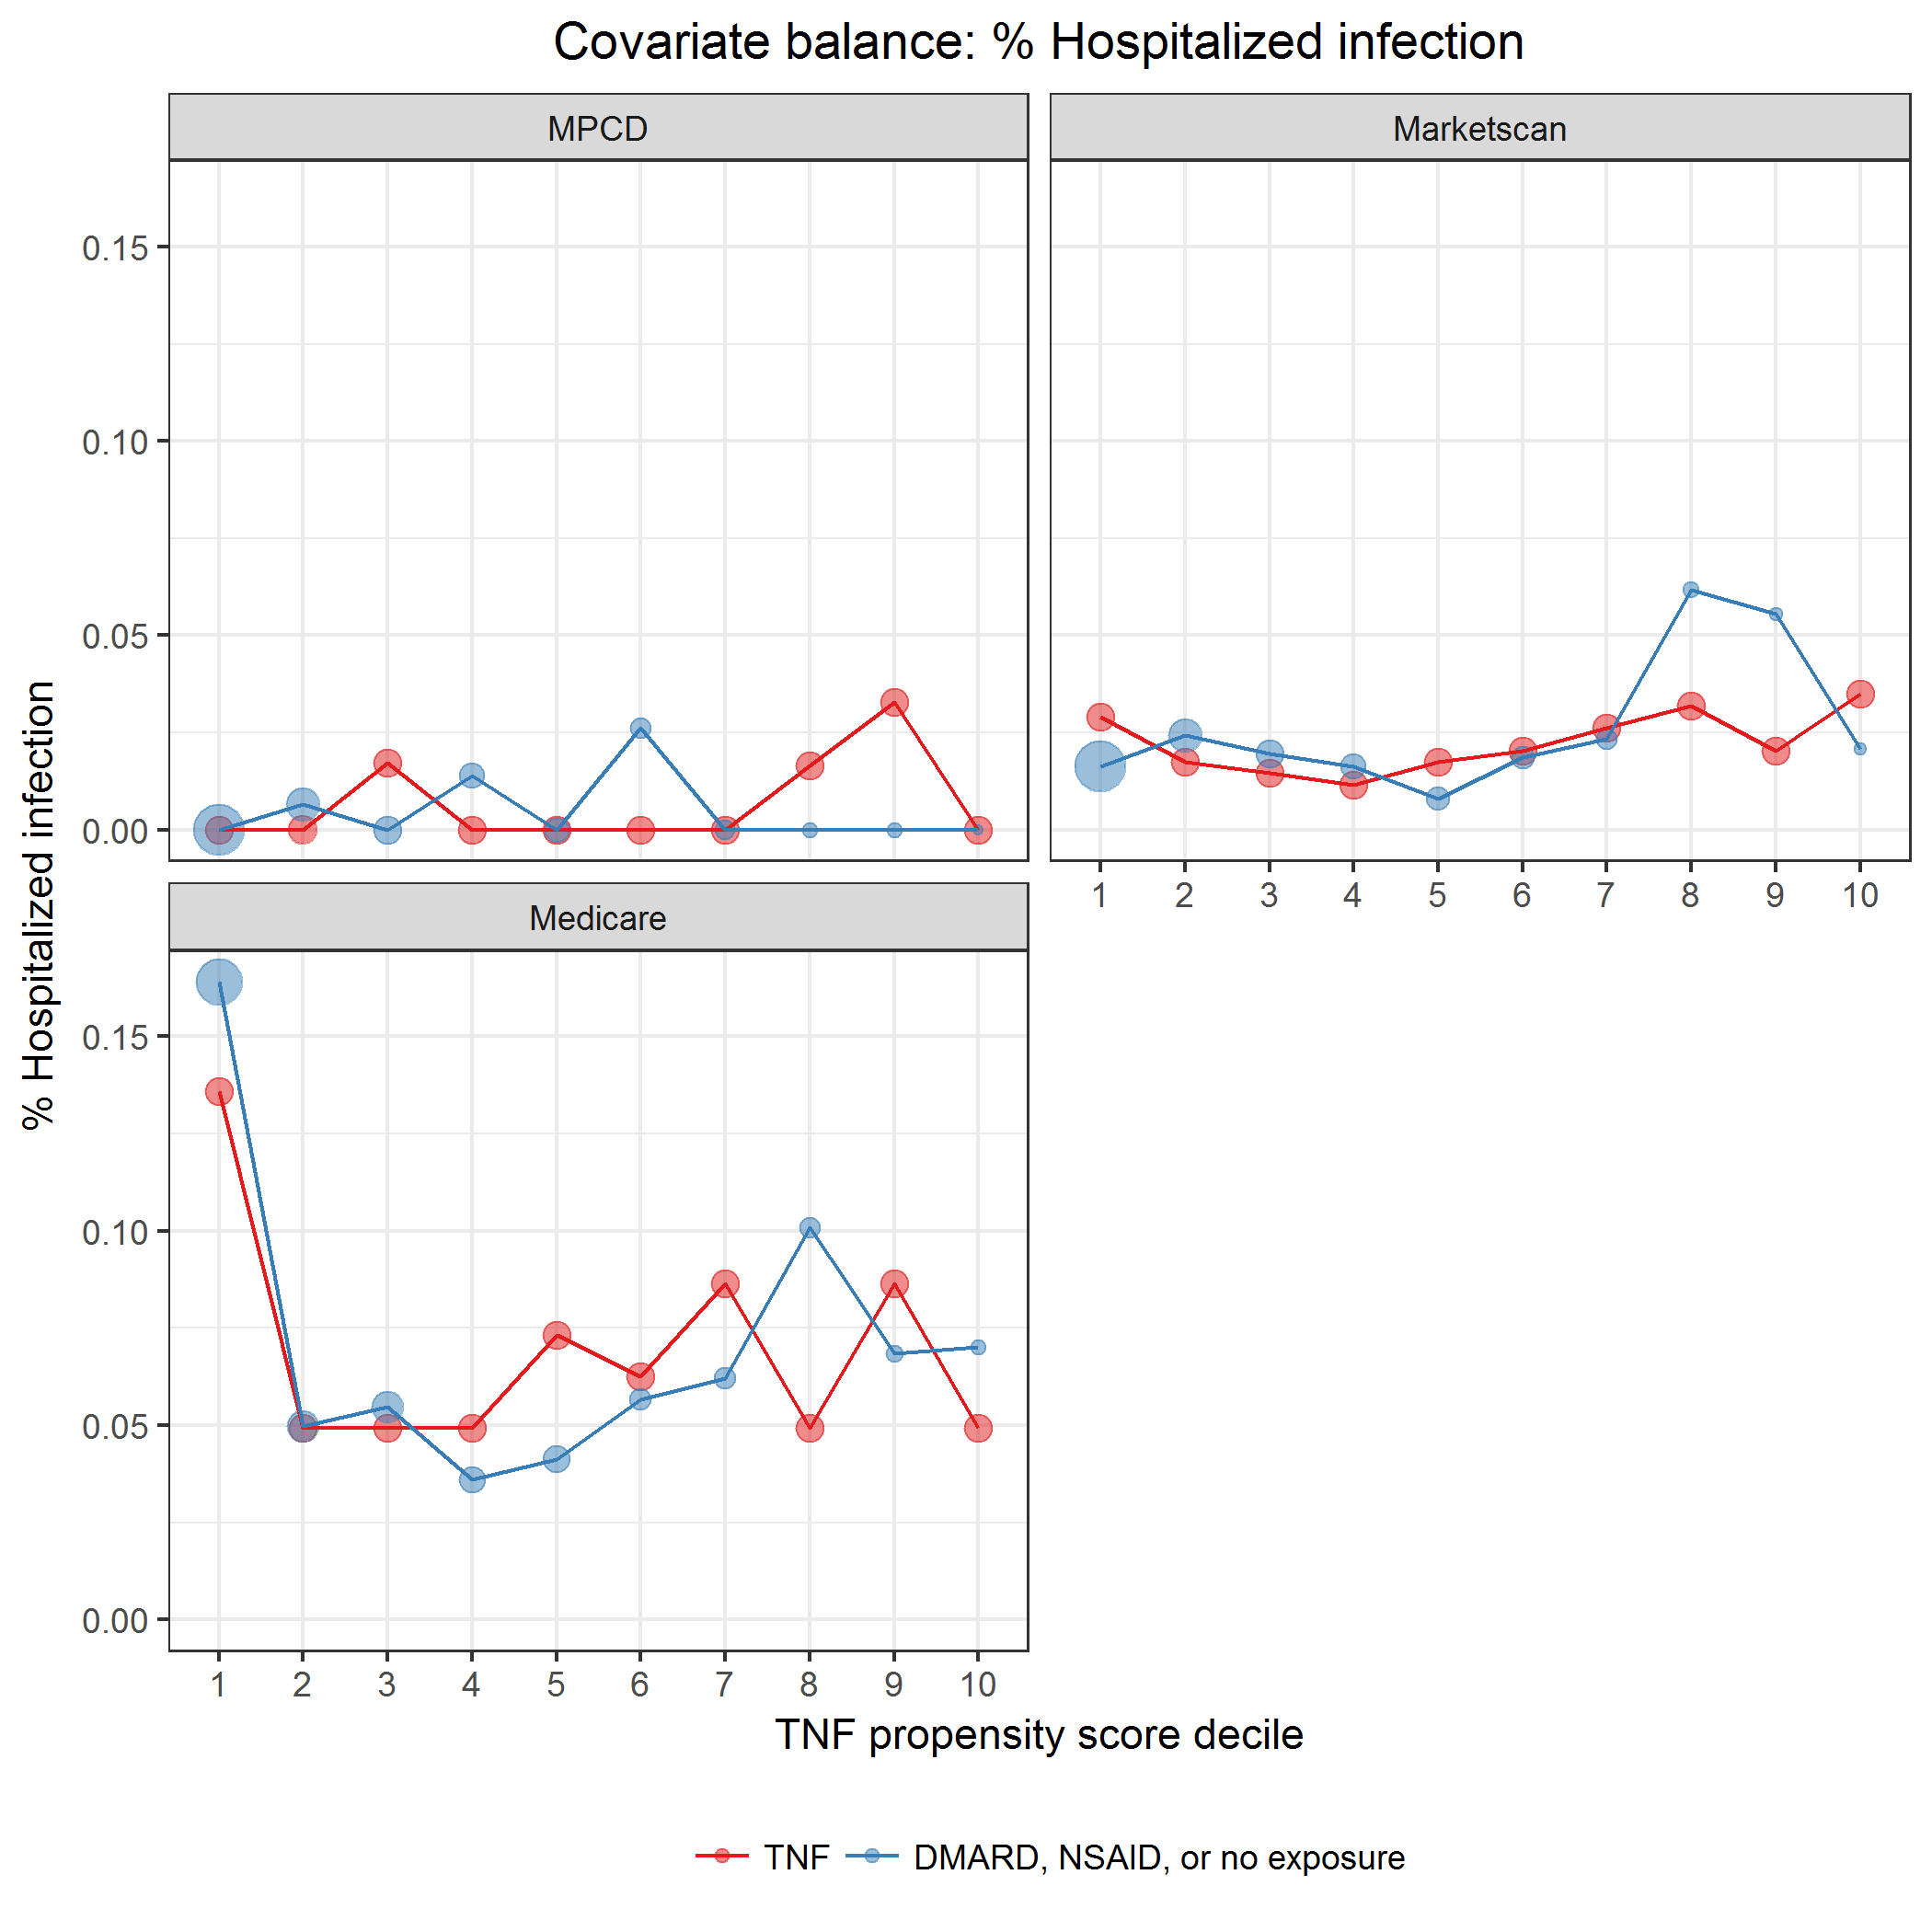 Covariate balance: % Hospitalized infection
MPCD
Marketscan
0.15
0.10
0.05
0.00
1 2 3 4 5 6 7 8 9 10
Medicare
0.15
0.10
0.05
0.00
1 2 3 4 5 6 7 8 9 10
% Hospitalized infection
TNF propensity score decile
TNF
DMARD, NSAID, or no exposure